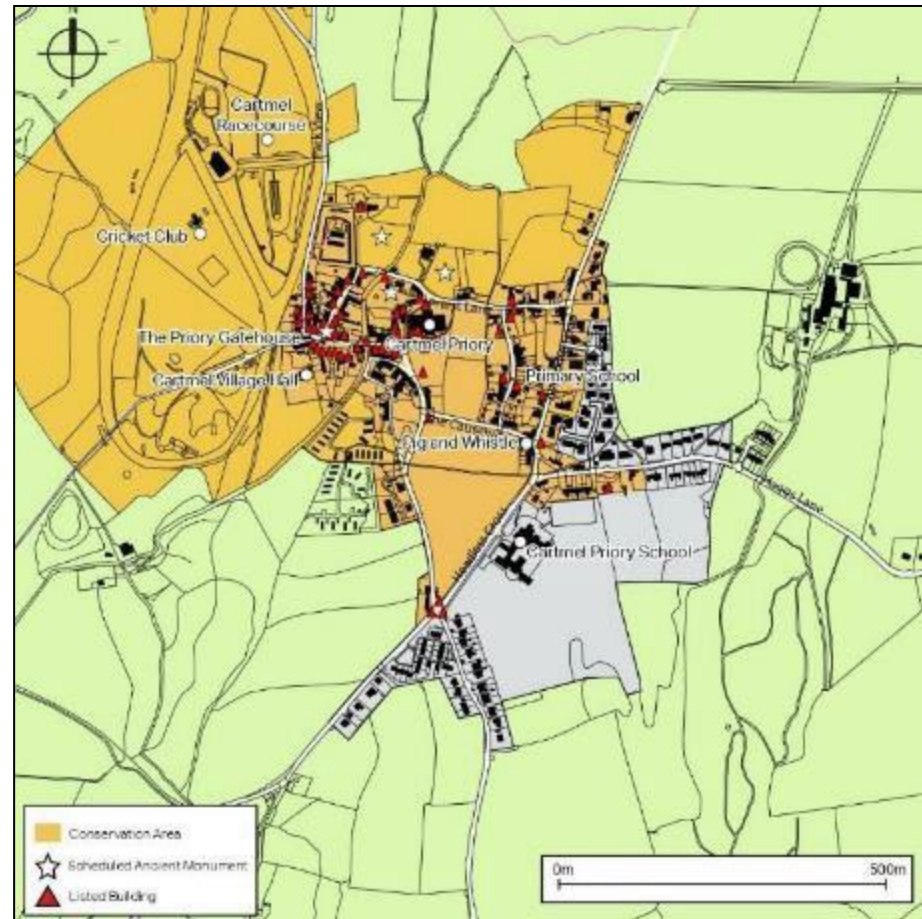 Cartmel
Racecourse
Cricket Club
The Priory Gatehouse
Cartmel Priory
Cartmel Village Hall
Primary School
Pig and Whistle
Cartmel Priory School
Conservation Area
Scheduled Ancient Monument
Listed Building
0m
500m